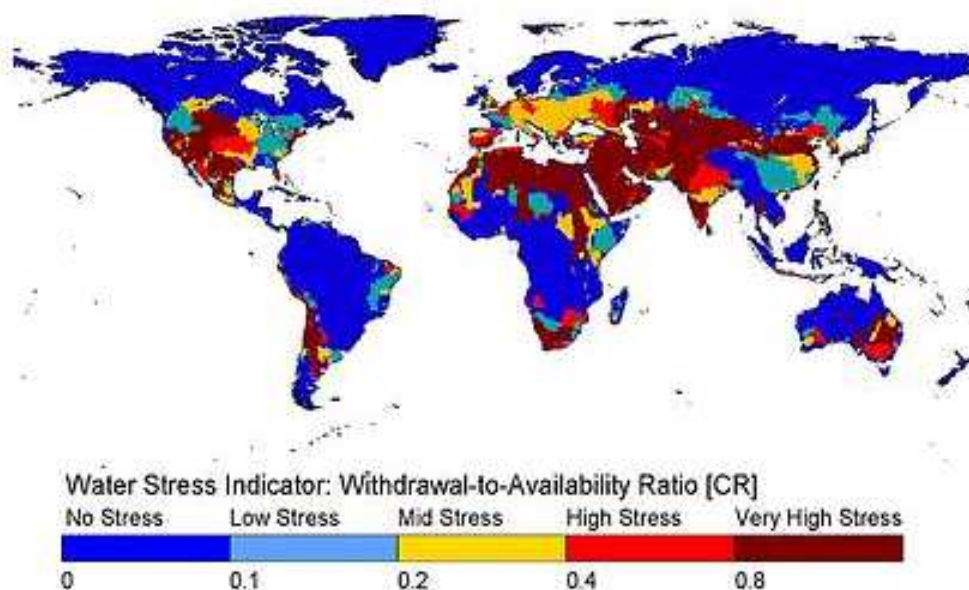 Water Stress Indicator: Withdrawal-to-Availability Ratio [CR]
No Stress Low Stress Mid Stress High Stress Very High Stress
0 0.1 0.2 0.4 0.8